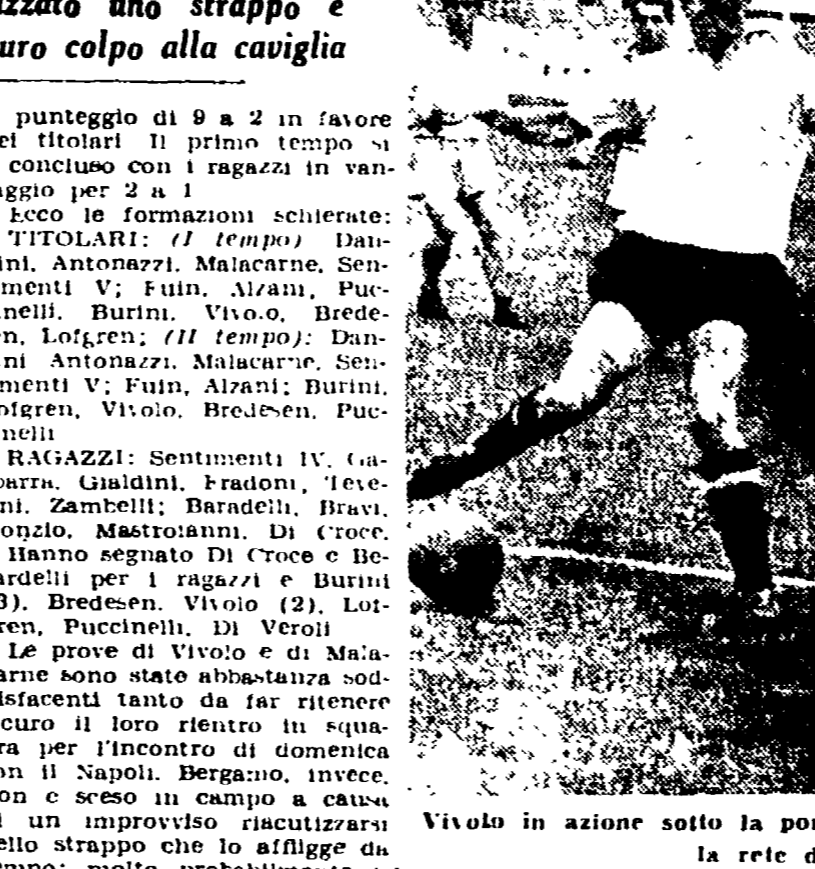 izzato uno strappo e
uro colpo alla caviglia
punteggio di 9 a 2 in favore
ei titolari Il primo tempo si
concluso con i ragazzi in van-
aggio per 2 a 1
Ecco le formazioni schierate:
TITOLARI: (I tempo) Dan-
ini, Antonazzi, Malacarne, Sen-
menti V; Fuin, Alzani, Puc-
inelli, Burini, Vivolo, Brede-
en, Lofgren; (II tempo): Dan-
ni Antonazzi, Malacarne, Sen-
menti V; Fuin, Alzani; Burini,
ofgren, Vivolo, Bredesen, Puc-
nelli
RAGAZZI: Sentimenti IV, Ga-
barra, Gialdini, Fradoni, Teve-
ni, Zambelli; Baradelli, Bravi,
onzio, Mastroianni, Di Croce.
Hanno segnato Di Croce e Be-
ardelli per i ragazzi e Burini
3), Bredesen, Vivolo (2), Lof-
ren, Puccinelli, Di Veroli
Le prove di Vivolo e di Mala-
arne sono state abbastanza sod-
isfacenti tanto da far ritenere
curo il loro rientro in squa-
ra per l'incontro di domenica
on il Napoli. Bergamo, invece,
on e sceso in campo a causa
i un improvviso riacutizzarsi
ello strappo che lo affligge da
empo; molto probabilmente
Vivolo in azione sotto la por
la rete d